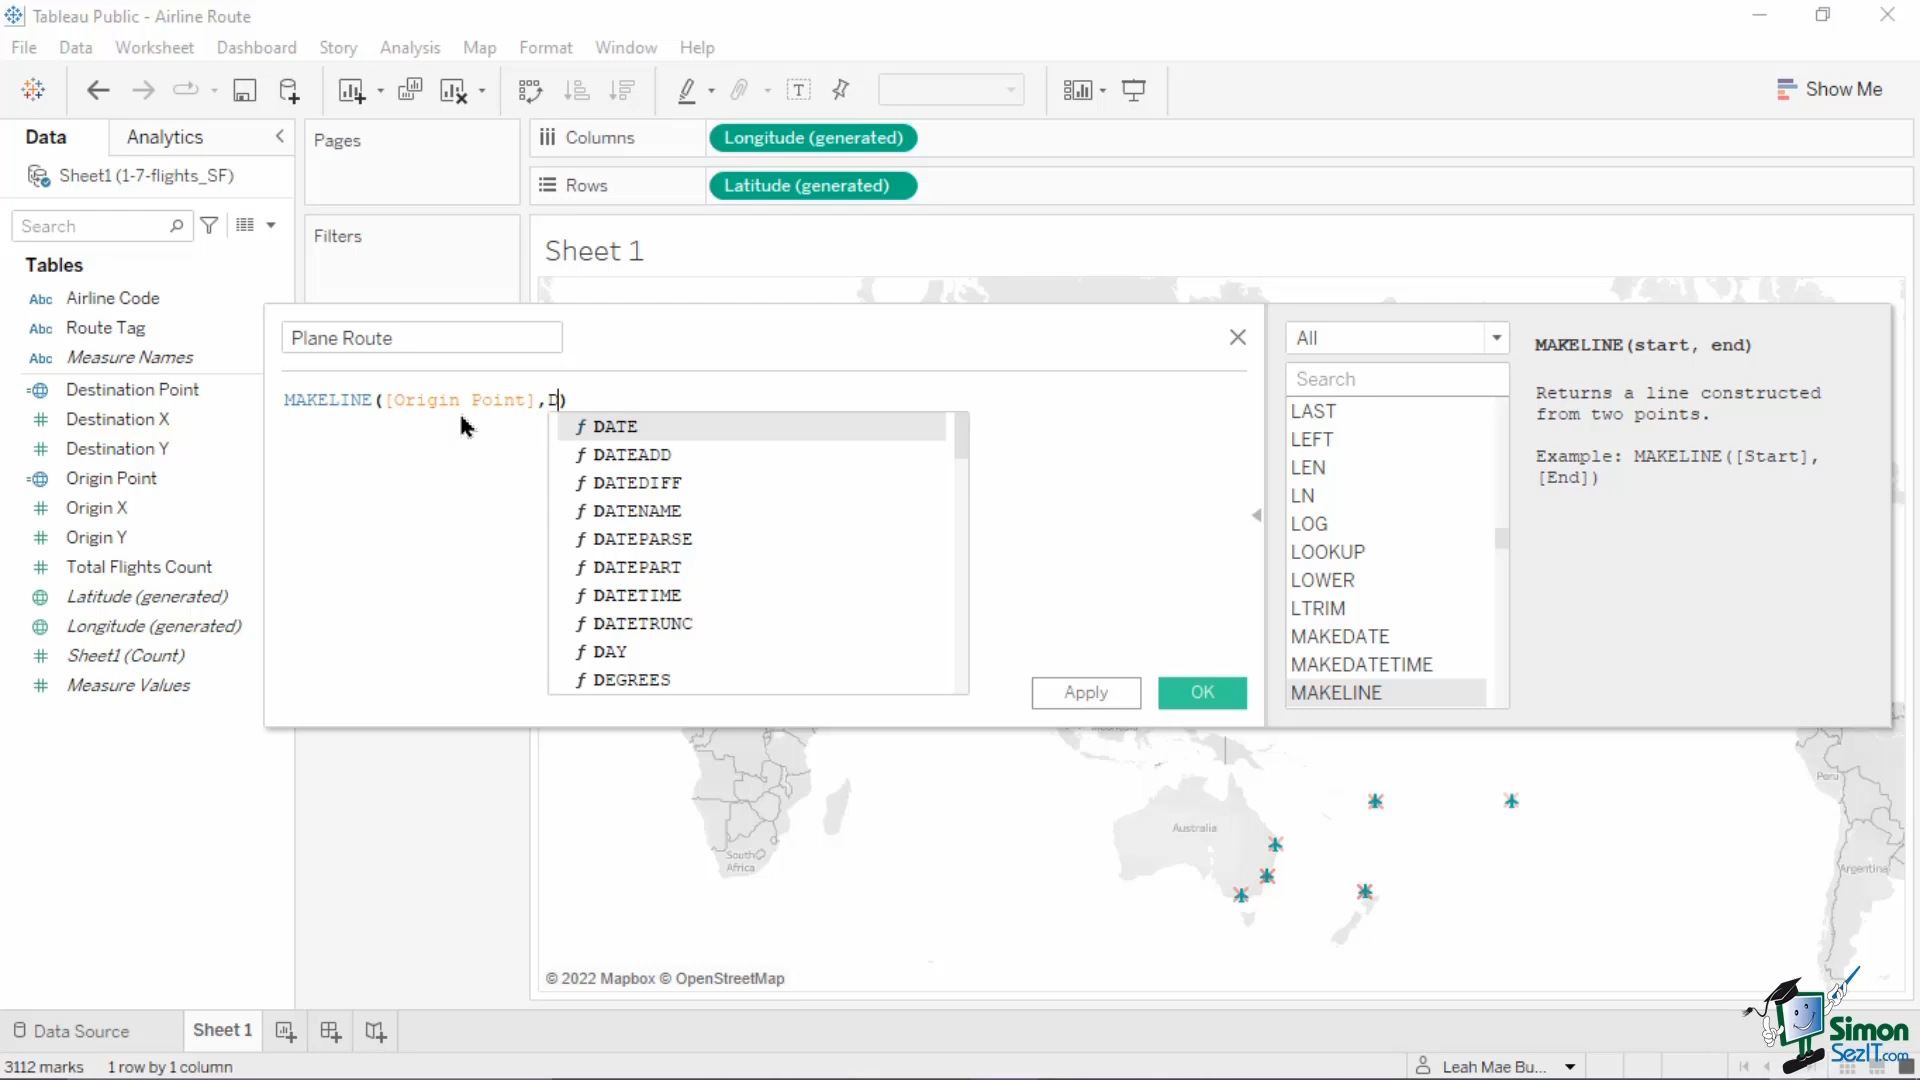 Tableau Public - Airline Route
File Data Worksheet Dashboard Story Analysis Map Format Window Help
Show Me
Data Analytics
Pages
Columns
Longitude (generated)
Sheet1 (1-7-flights_SF)
Rows
Latitude (generated)
Search
Filters
Sheet 1
Tables
Abc Airline Code
Abc Route Tag
Abc Measure Names
Destination Point
Destination X
Destination Y
Origin Point
Origin X
Origin Y
Total Flights Count
Latitude (generated)
Longitude (generated)
Sheet1 (Count)
Measure Values
Plane Route
MAKELINE([Origin Point],D)
DATE
DATEADD
DATEDIFF
DATENAME
DATEPARSE
DATEPART
DATETIME
DATETRUNC
DAY
DEGREES
Apply
OK
All
Search
LAST
LEFT
LEN
LN
LOG
LOOKUP
LOWER
LTRIM
MAKEDATE
MAKEDATETIME
MAKELINE
MAKELINE(start, end)
Returns a line constructed
from two points.
Example: MAKELINE([Start],
[End])
Peru
Australia
South
Africa
Argentina
© 2022 Mapbox © OpenStreetMap
Data Source
Sheet 1
3112 marks
1 row by 1 column
Leah Mae Bu...
Simon
SezIT.com